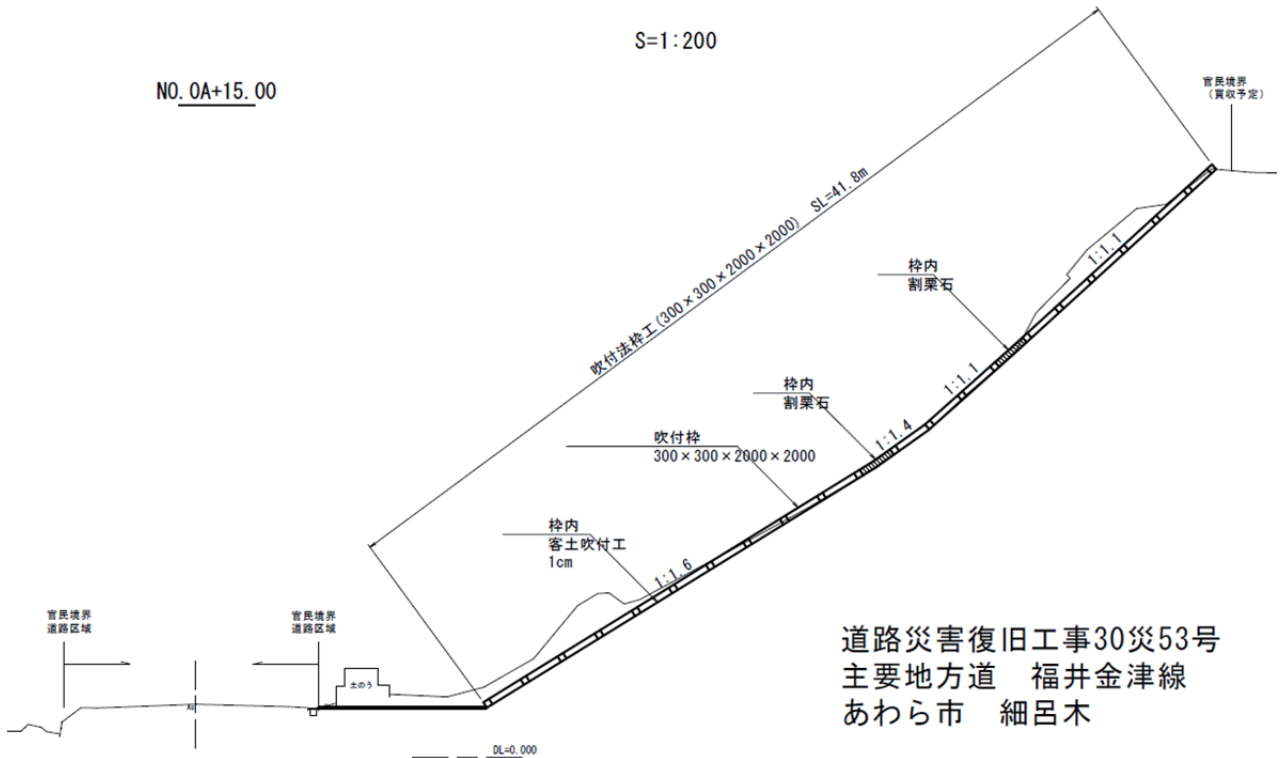 S=1:200
NO. 0A+15.00
官民境界
(買収予定)
吹付法枠工(300×300×2000×2000) SL=41.8m
1:1.1
枠内
割栗石
1:1.1
枠内
割栗石
1:1.4
吹付枠
300×300×2000×2000
枠内
客土吹付工
1cm
1:1.6
官民境界
道路区域
官民境界
道路区域
土のう
道路災害復旧工事30災53号
主要地方道 福井金津線
あわら市 細呂木
DL=0.000